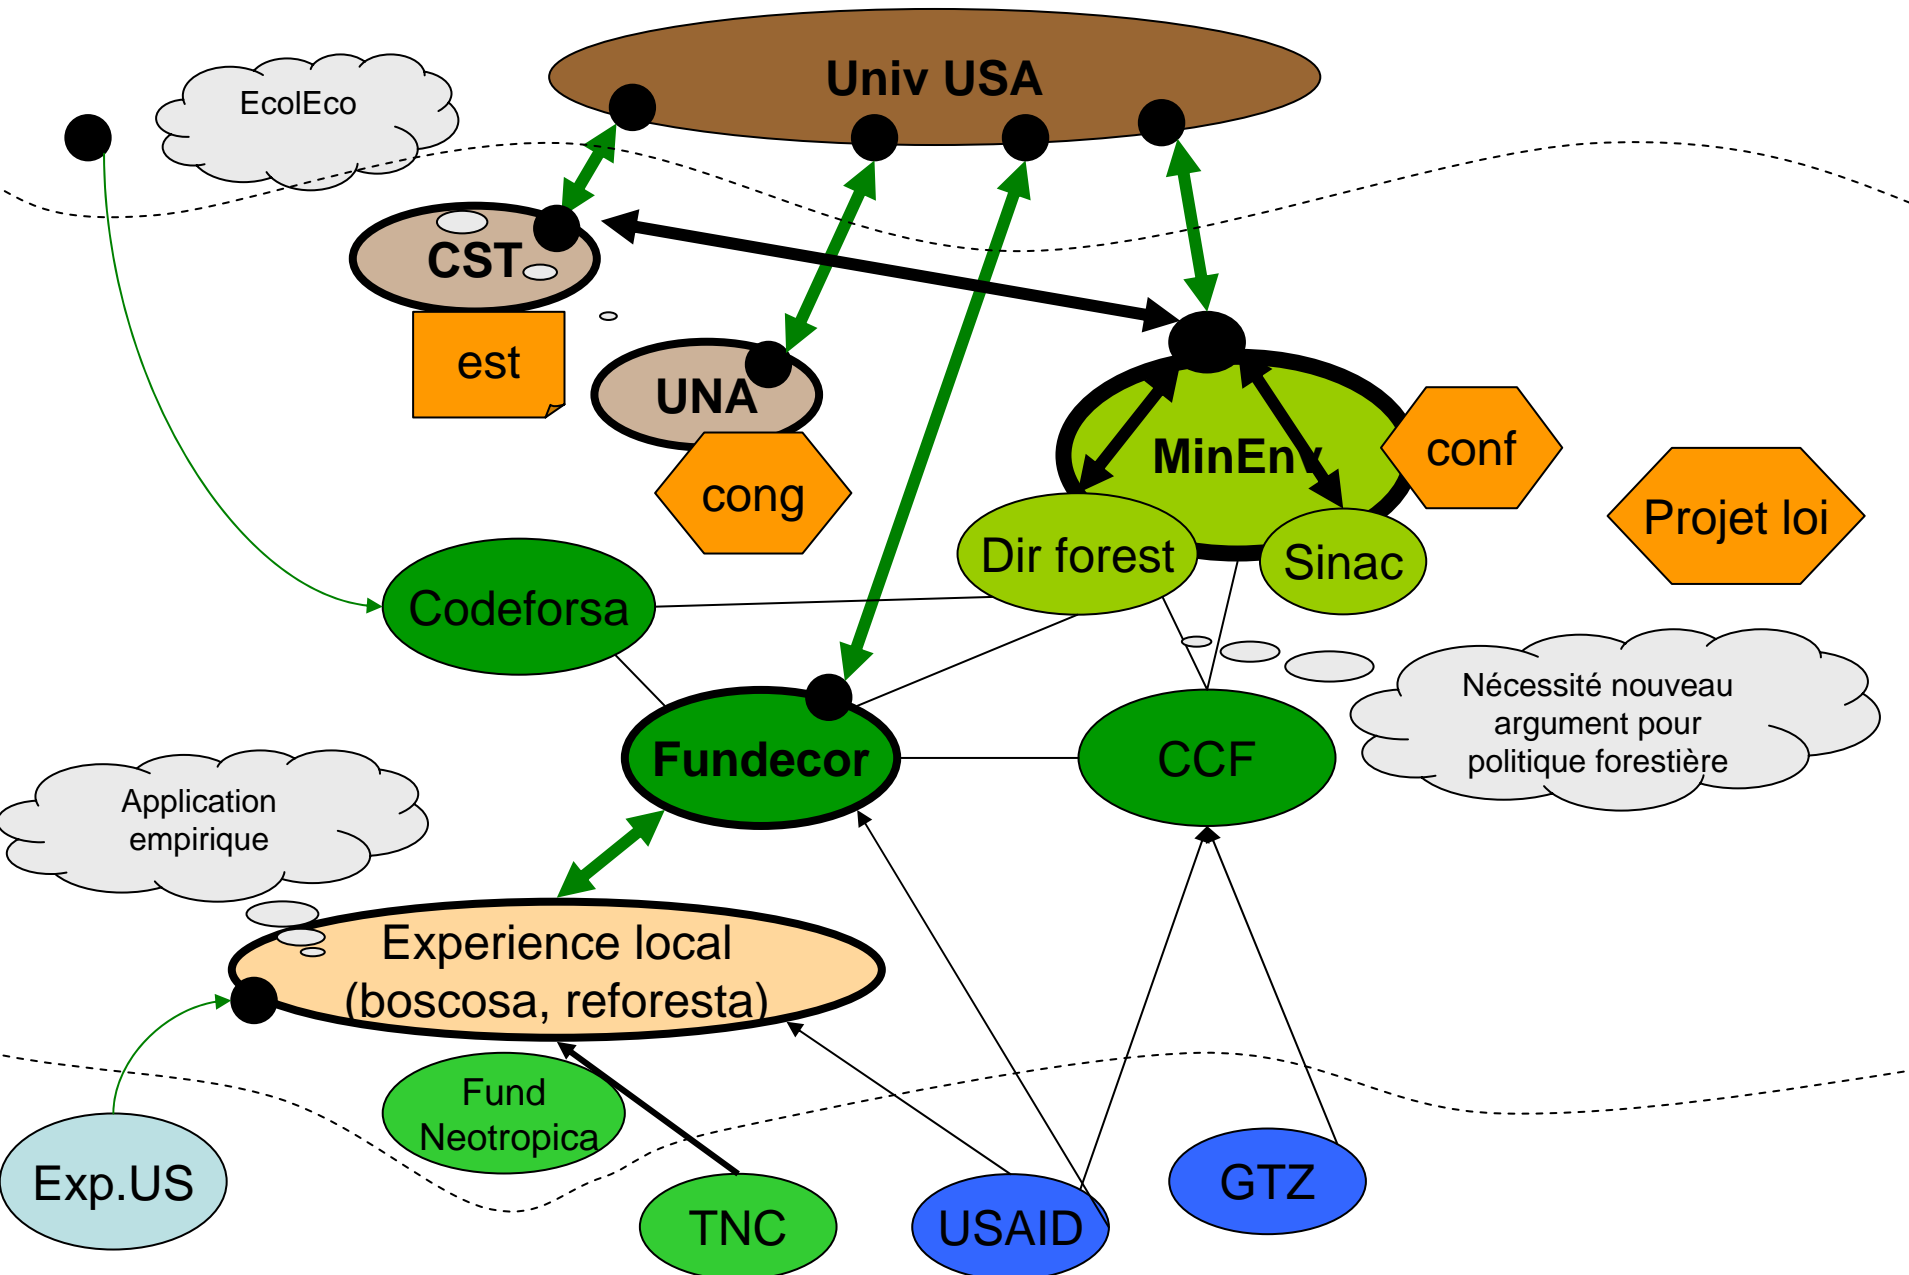 Univ USA
EcolEco
CST
est
UNA
cong
MinEnv
conf
Projet loi
Dir forest
Sinac
Codeforsa
Nécessité nouveau
argument pour
politique forestière
Fundecor
CCF
Application
empirique
Experience local
(boscosa, reforesta)
Fund
Neotropica
Exp.US
TNC
USAID
GTZ